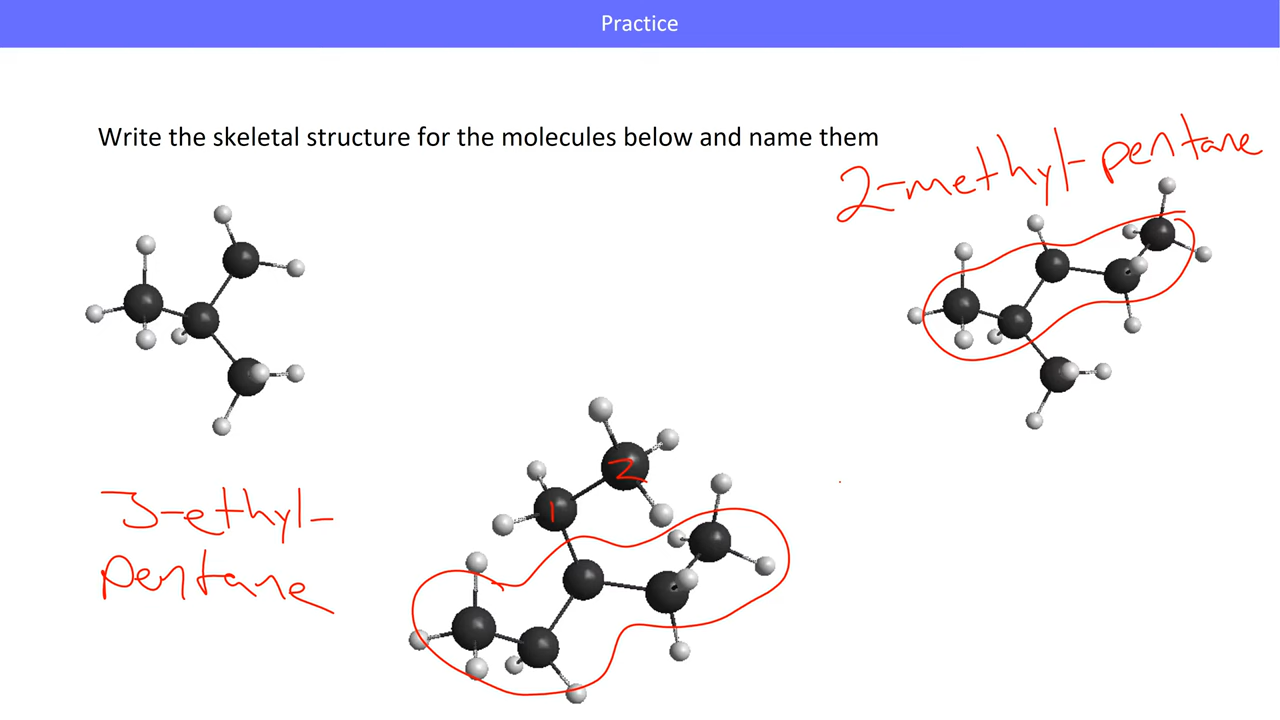 Practice
Write the skeletal structure for the molecules below and name them
2-methyl-pentane
3-ethyl-
pentane
1
2